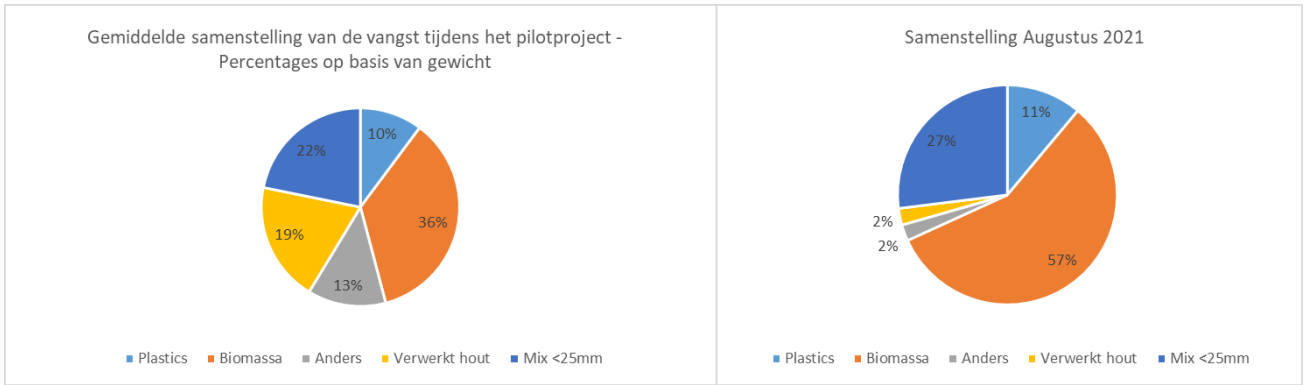 Gemiddelde samenstelling van de vangst tijdens het pilotproject -
Percentages op basis van gewicht
10%
36%
13%
19%
22%
Plastics Biomassa Anders Verwerkt hout Mix <25mm
Samenstelling Augustus 2021
11%
57%
2%
2%
27%
Plastics Biomassa Anders Verwerkt hout Mix <25mm